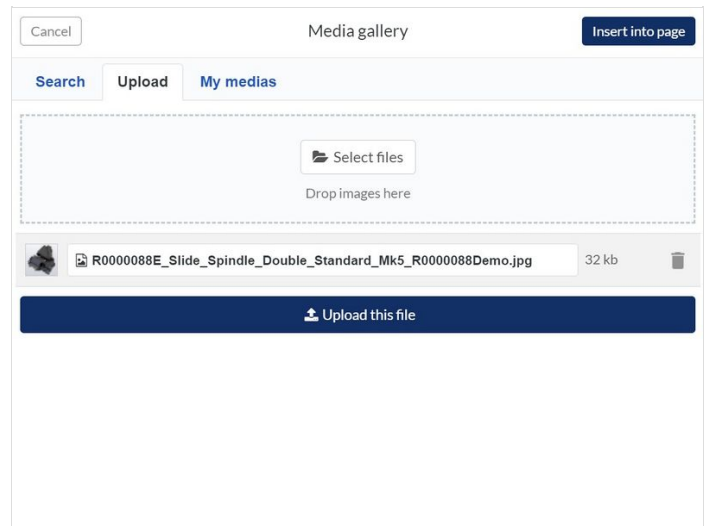 Cancel
Media gallery
Insert into page
Search
Upload
My medias
Select files
Drop images here
R0000088E_Slide_Spindle_Double_Standard_Mk5_R0000088Demo.jpg
32 kb
Upload this file